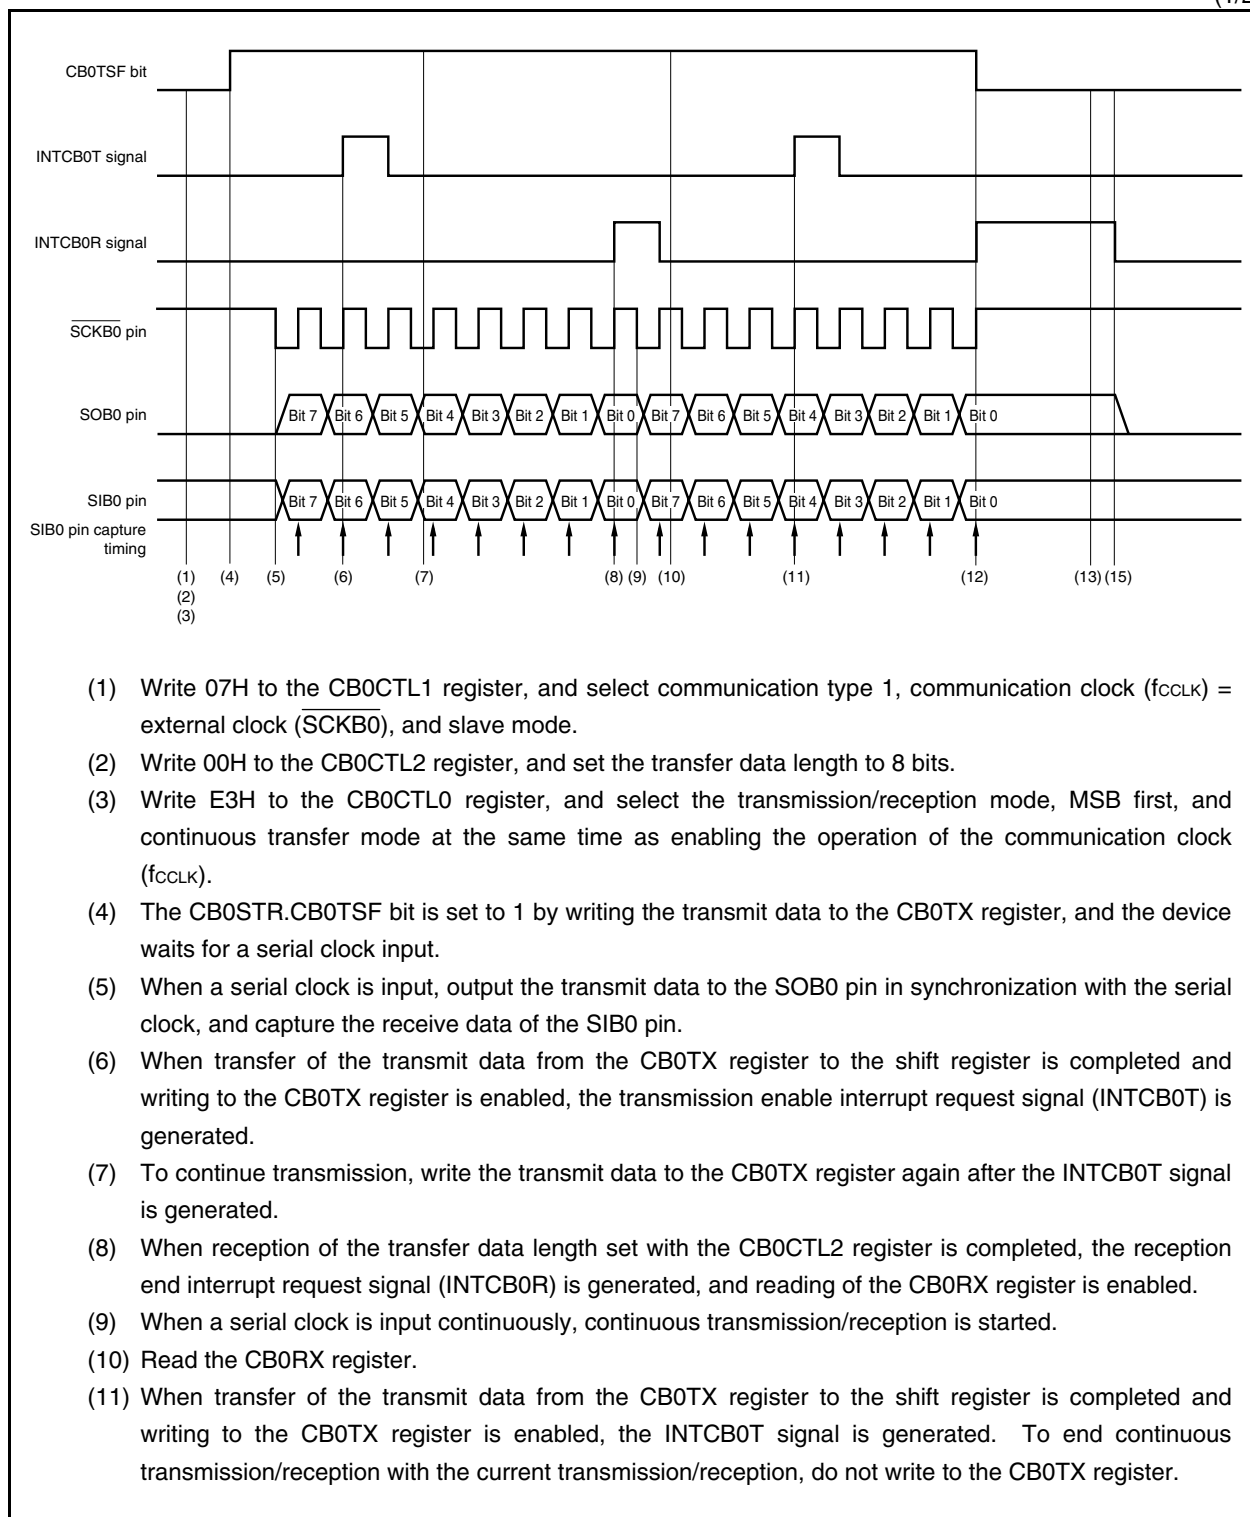 CB0TSF bit
INTCB0T signal
INTCB0R signal
SCKB0 pin
SOB0 pin
Bit 7 Bit 6 Bit 5 Bit 4 Bit 3 Bit 2 Bit 1 Bit 0 Bit 7 Bit 6 Bit 5 Bit 4 Bit 3 Bit 2 Bit 1 Bit 0
SIB0 pin
Bit 7 Bit 6 Bit 5 Bit 4 Bit 3 Bit 2 Bit 1 Bit 0 Bit 7 Bit 6 Bit 5 Bit 4 Bit 3 Bit 2 Bit 1 Bit 0
SIB0 pin capture
timing
(1) (4) (5) (6) (7) (8) (9) (10) (11) (12) (13) (15)
(2)
(3)
(1) Write 07H to the CB0CTL1 register, and select communication type 1, communication clock (fCCLK) =
external clock (SCKB0), and slave mode.
(2) Write 00H to the CB0CTL2 register, and set the transfer data length to 8 bits.
(3) Write E3H to the CB0CTL0 register, and select the transmission/reception mode, MSB first, and
continuous transfer mode at the same time as enabling the operation of the communication clock
(fCCLK).
(4) The CB0STR.CB0TSF bit is set to 1 by writing the transmit data to the CB0TX register, and the device
waits for a serial clock input.
(5) When a serial clock is input, output the transmit data to the SOB0 pin in synchronization with the serial
clock, and capture the receive data of the SIB0 pin.
(6) When transfer of the transmit data from the CB0TX register to the shift register is completed and
writing to the CB0TX register is enabled, the transmission enable interrupt request signal (INTCB0T) is
generated.
(7) To continue transmission, write the transmit data to the CB0TX register again after the INTCB0T signal
is generated.
(8) When reception of the transfer data length set with the CB0CTL2 register is completed, the reception
end interrupt request signal (INTCB0R) is generated, and reading of the CB0RX register is enabled.
(9) When a serial clock is input continuously, continuous transmission/reception is started.
(10) Read the CB0RX register.
(11) When transfer of the transmit data from the CB0TX register to the shift register is completed and
writing to the CB0TX register is enabled, the INTCB0T signal is generated. To end continuous
transmission/reception with the current transmission/reception, do not write to the CB0TX register.